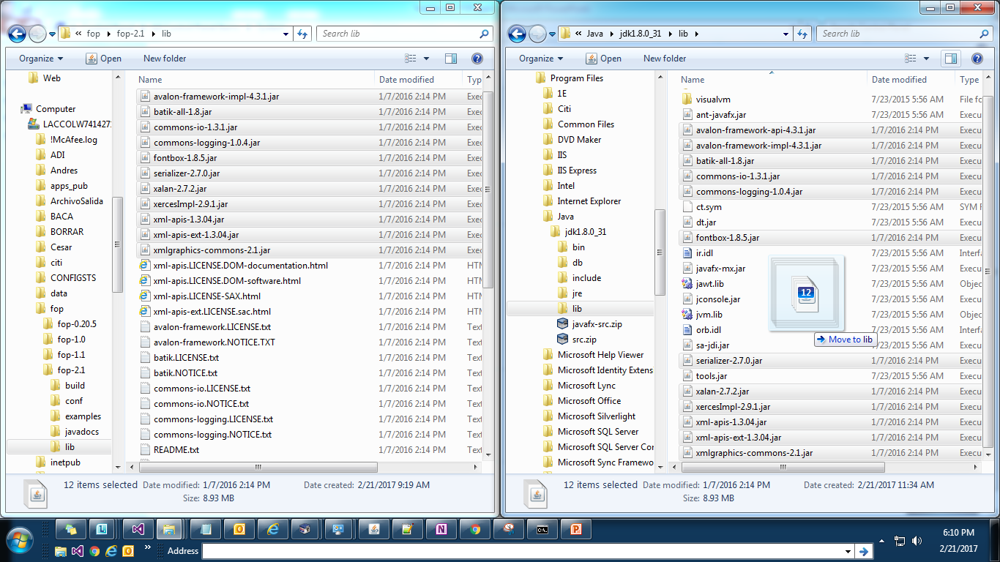 « fop ▸ fop-2.1 ▸ lib
Search lib
Organize
Open
New folder
Web
Computer
LACCOLW741427
!McAfee.log
ADI
Andres
apps_pub
ArchivoSalida
BACA
BORRAR
Cesar
citi
CONFIGSTS
data
fop
fop-0.20.5
fop-1.0
fop-1.1
fop-2.1
build
conf
examples
javadocs
lib
inetpub
Name Date modified Typ
avalon-framework-impl-4.3.1.jar 1/7/2016 2:14 PM Exec
batik-all-1.8.jar 1/7/2016 2:14 PM Exec
commons-io-1.3.1.jar 1/7/2016 2:14 PM Exec
commons-logging-1.0.4.jar 1/7/2016 2:14 PM Exec
fontbox-1.8.5.jar 1/7/2016 2:14 PM Exec
serializer-2.7.0.jar 1/7/2016 2:14 PM Exec
xalan-2.7.2.jar 1/7/2016 2:14 PM Exec
xercesImpl-2.9.1.jar 1/7/2016 2:14 PM Exec
xml-apis-1.3.04.jar 1/7/2016 2:14 PM Exec
xml-apis-ext-1.3.04.jar 1/7/2016 2:14 PM Exec
xmlgraphics-commons-2.1.jar 1/7/2016 2:14 PM Exec
xml-apis.LICENSE.DOM-documentation.html 1/7/2016 2:14 PM HTM
xml-apis.LICENSE.DOM-software.html 1/7/2016 2:14 PM HTM
xml-apis.LICENSE-SAX.html 1/7/2016 2:14 PM HTM
xml-apis-ext.LICENSE.sac.html 1/7/2016 2:14 PM HTM
avalon-framework.LICENSE.txt 1/7/2016 2:14 PM Text
avalon-framework.NOTICE.TXT 1/7/2016 2:14 PM Text
batik.LICENSE.txt 1/7/2016 2:14 PM Text
batik.NOTICE.txt 1/7/2016 2:14 PM Text
commons-io.LICENSE.txt 1/7/2016 2:14 PM Text
commons-io.NOTICE.txt 1/7/2016 2:14 PM Text
commons-logging.LICENSE.txt 1/7/2016 2:14 PM Text
commons-logging.NOTICE.txt 1/7/2016 2:14 PM Text
README.txt 1/7/2016 2:14 PM Text
12 items selected Date modified: 1/7/2016 2:14 PM Date created: 2/21/2017 9:19 AM
Size: 8.93 MB
« Java ▸ jdk1.8.0_31 ▸ lib ▸
Search lib
Organize
Open
New folder
Program Files
1E
Citi
Common Files
DVD Maker
IIS
IIS Express
Intel
Internet Explorer
Java
jdk1.8.0_31
bin
db
include
jre
lib
javafx-src.zip
src.zip
Microsoft Help Viewer
Microsoft Identity Extens
Microsoft Lync
Microsoft Office
Microsoft Silverlight
Microsoft SQL Server
Microsoft SQL Server Cor
Microsoft Sync Framewo
Name Date modified Type
visualvm 7/23/2015 5:56 AM File fo
ant-javafx.jar 7/23/2015 5:56 AM Execu
avalon-framework-api-4.3.1.jar 1/7/2016 2:14 PM Execu
avalon-framework-impl-4.3.1.jar 1/7/2016 2:14 PM Execu
batik-all-1.8.jar 1/7/2016 2:14 PM Execu
commons-io-1.3.1.jar 1/7/2016 2:14 PM Execu
commons-logging-1.0.4.jar 1/7/2016 2:14 PM Execu
ct.sym 7/23/2015 5:56 AM SYM F
dt.jar 7/23/2015 5:56 AM Execu
fontbox-1.8.5.jar 1/7/2016 2:14 PM Execu
ir.idl 7/23/2015 5:56 AM Interfa
javafx-mx.jar 7/23/2015 5:56 AM Execu
jawt.lib 7/23/2015 5:56 AM Objec
jconsole.jar 7/23/2015 5:56 AM Execu
jvm.lib 7/23/2015 5:56 AM Objec
orb.idl 7/23/2015 5:56 AM Interfa
sa-jdi.jar 7/23/2015 5:56 AM Execu
serializer-2.7.0.jar 1/7/2016 2:14 PM Execu
tools.jar 7/23/2015 5:56 AM Execu
xalan-2.7.2.jar 1/7/2016 2:14 PM Execu
xercesImpl-2.9.1.jar 1/7/2016 2:14 PM Execu
xml-apis-1.3.04.jar 1/7/2016 2:14 PM Execu
xml-apis-ext-1.3.04.jar 1/7/2016 2:14 PM Execu
xmlgraphics-commons-2.1.jar 1/7/2016 2:14 PM Execu
12
Move to lib
12 items selected Date modified: 1/7/2016 2:14 PM Date created: 2/21/2017 11:34 AM
Size: 8.93 MB
Address
6:10 PM
2/21/2017